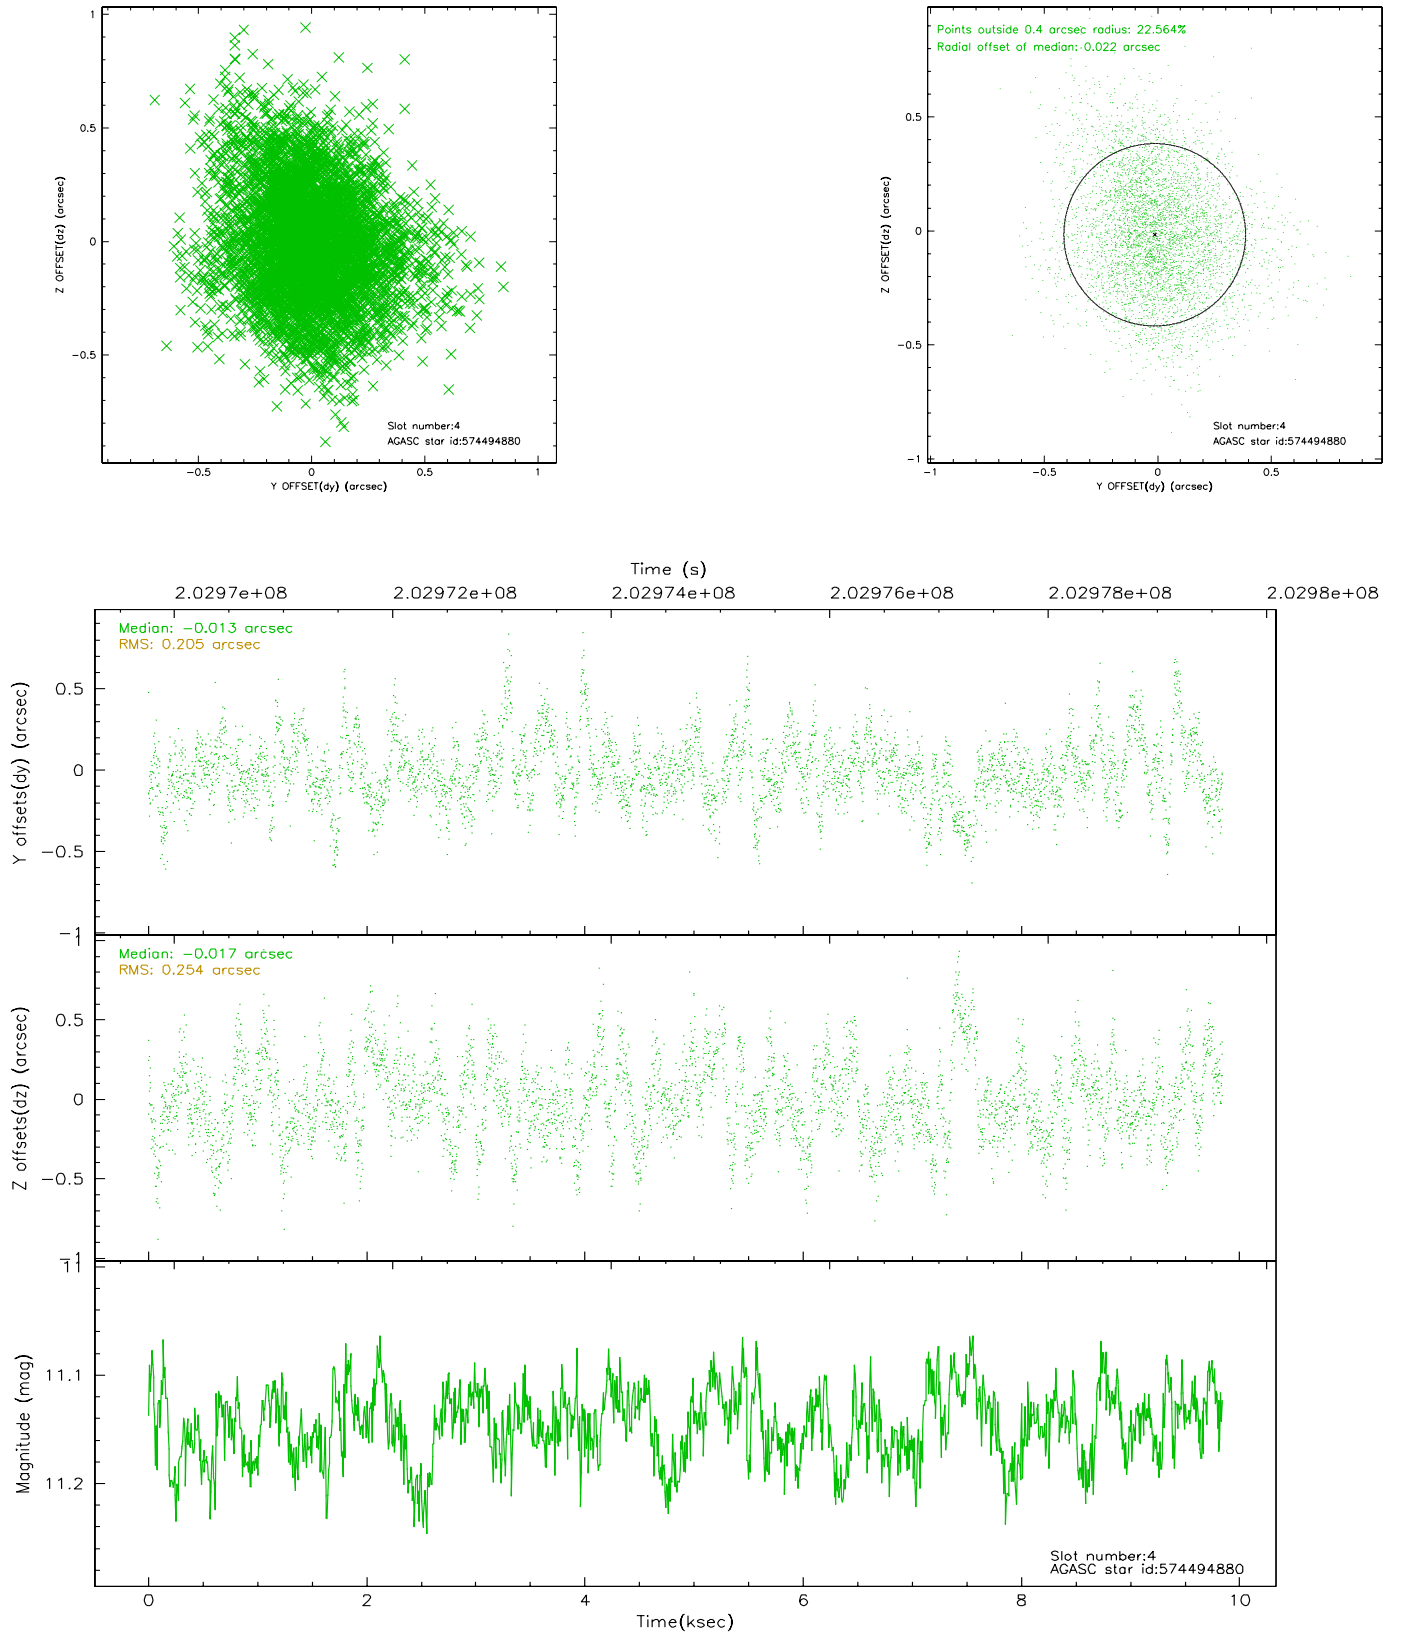 1
0.5
0
−0.5
−0.5
0
0.5
1
Z OFFSET(dz) (arcsec)
Y OFFSET(dy) (arcsec)
Slot number:4
AGASC star id:574494880
Points outside 0.4 arcsec radius: 22.564%
Radial offset of median: 0.022 arcsec
0.5
0
−0.5
−1
−1
−0.5
0
0.5
Z OFFSET(dz) (arcsec)
Y OFFSET(dy) (arcsec)
Slot number:4
AGASC star id:574494880
Time (s)
2.0297e+08
2.02972e+08
2.02974e+08
2.02976e+08
2.02978e+08
2.0298e+08
Median: −0.013 arcsec
RMS: 0.205 arcsec
0.5
0
−0.5
−1
Y offsets(dy) (arcsec)
Median: −0.017 arcsec
RMS: 0.254 arcsec
1
0.5
0
−0.5
−1
Z offsets(dz) (arcsec)
11
11.1
11.2
Magnitude (mag)
Slot number:4
AGASC star id:574494880
0
2
4
6
8
10
Time(ksec)